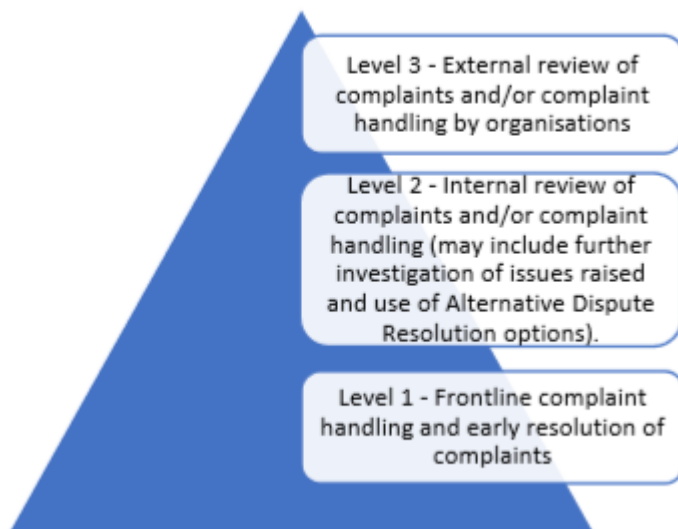 Level 3 - External review of
complaints and/or complaint
handling by organisations
Level 2 - Internal review of
complaints and/or complaint
handling (may include further
investigation of issues raised
and use of Alternative Dispute
Resolution options).
Level 1 - Frontline complaint
handling and early resolution of
complaints